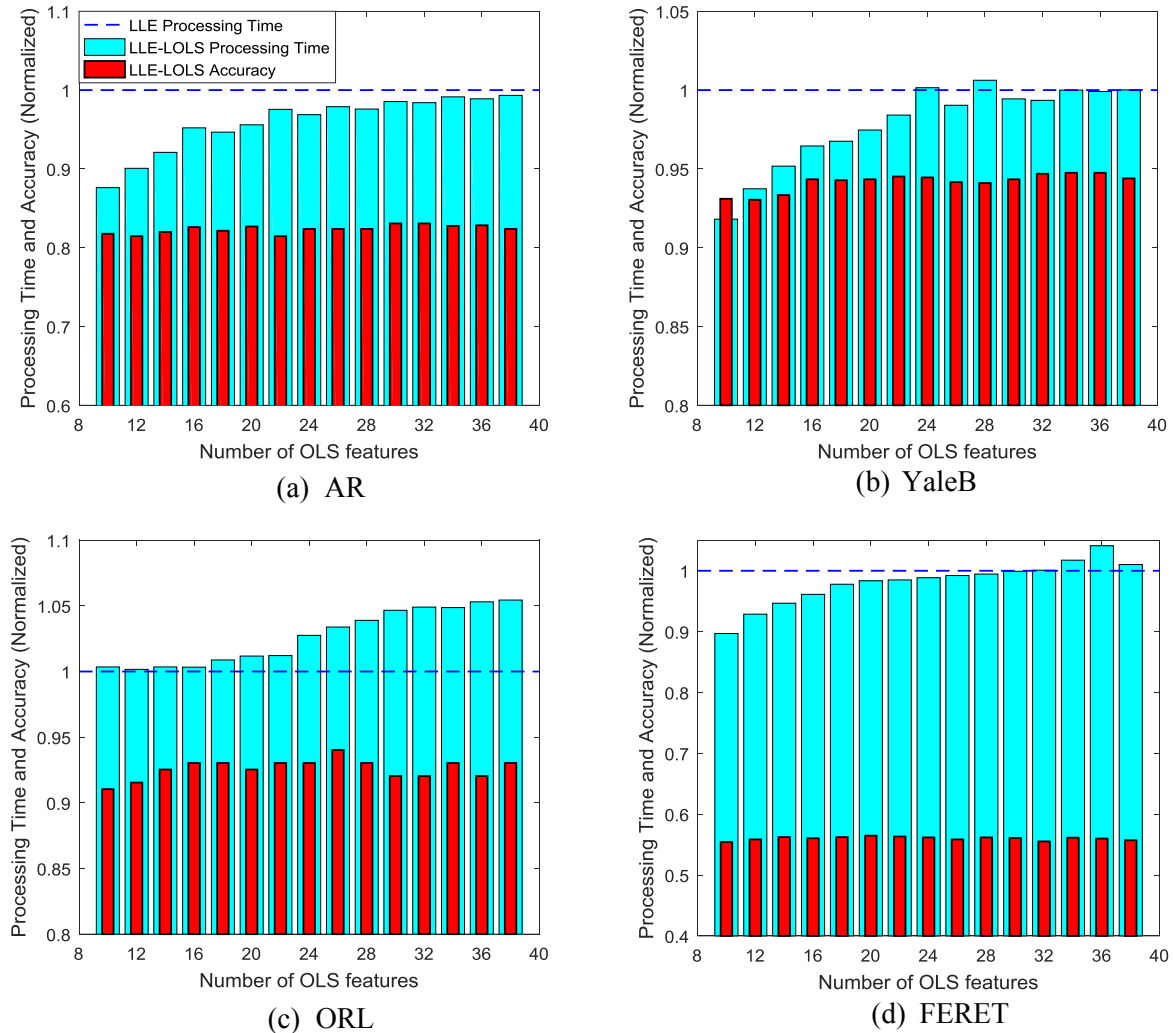 LLE Processing Time
LLE-LOLS Processing Time
LLE-LOLS Accuracy
Processing Time and Accuracy (Normalized)
1.1
1
0.9
0.8
0.7
0.6
8 12 16 20 24 28 32 36 40
Number of OLS features
(a) AR
Processing Time and Accuracy (Normalized)
1.05
1
0.95
0.9
0.85
0.8
8 12 16 20 24 28 32 36 40
Number of OLS features
(b) YaleB
Processing Time and Accuracy (Normalized)
1.1
1.05
1
0.95
0.9
0.85
0.8
8 12 16 20 24 28 32 36 40
Number of OLS features
(c) ORL
Processing Time and Accuracy (Normalized)
1
0.9
0.8
0.7
0.6
0.5
0.4
8 12 16 20 24 28 32 36 40
Number of OLS features
(d) FERET